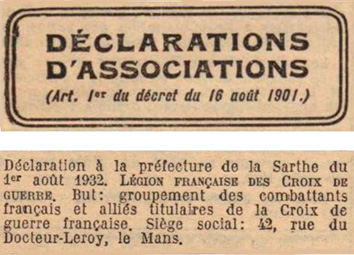 DÉCLARATIONS
D'ASSOCIATIONS
(Art. 1er du décret du 16 août 1901.)
Déclaration à la préfecture de la Sarthe du
1er août 1932. LÉGION FRANÇAISE DES CROIX DE
GUERRE. But: groupement des combattants
français et alliés titulaires de la Croix de
guerre française. Siège social: 42, rue du
Docteur-Leroy, le Mans.